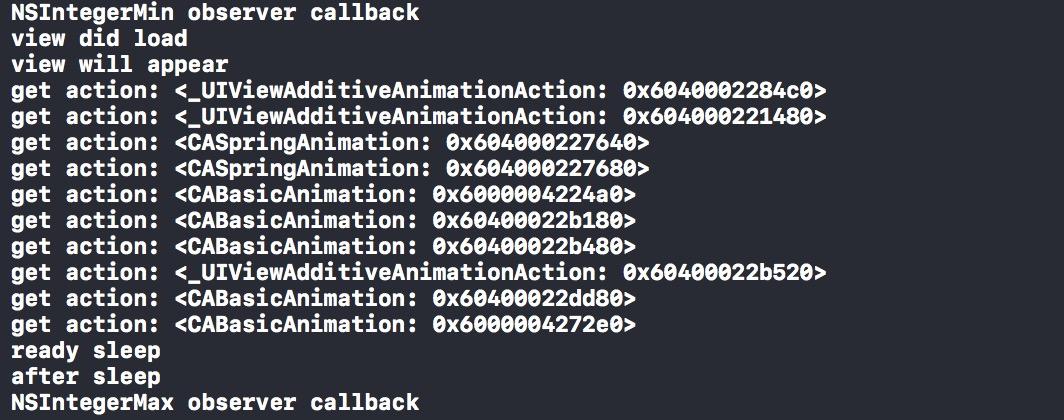 NSIntegerMin observer callback
view did load
view will appear
get action: <_UIViewAdditiveAnimationAction: 0x6040002284c0>
get action: <_UIViewAdditiveAnimationAction: 0x604000221480>
get action: <CASpringAnimation: 0x604000227640>
get action: <CASpringAnimation: 0x604000227680>
get action: <CABasicAnimation: 0x6000004224a0>
get action: <CABasicAnimation: 0x60400022b180>
get action: <CABasicAnimation: 0x60400022b480>
get action: <_UIViewAdditiveAnimationAction: 0x60400022b520>
get action: <CABasicAnimation: 0x60400022dd80>
get action: <CABasicAnimation: 0x6000004272e0>
ready sleep
after sleep
NSIntegerMax observer callback